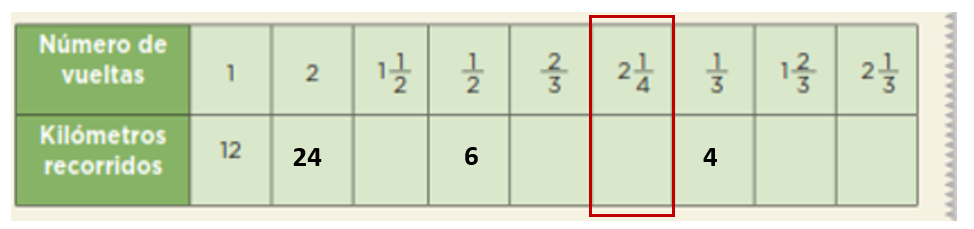 Número de vueltas 1 2 1 1/2 1/2 2/3 2 1/4 1/3 1 2/3 2 1/3
Kilómetros recorridos 12 24 6 4